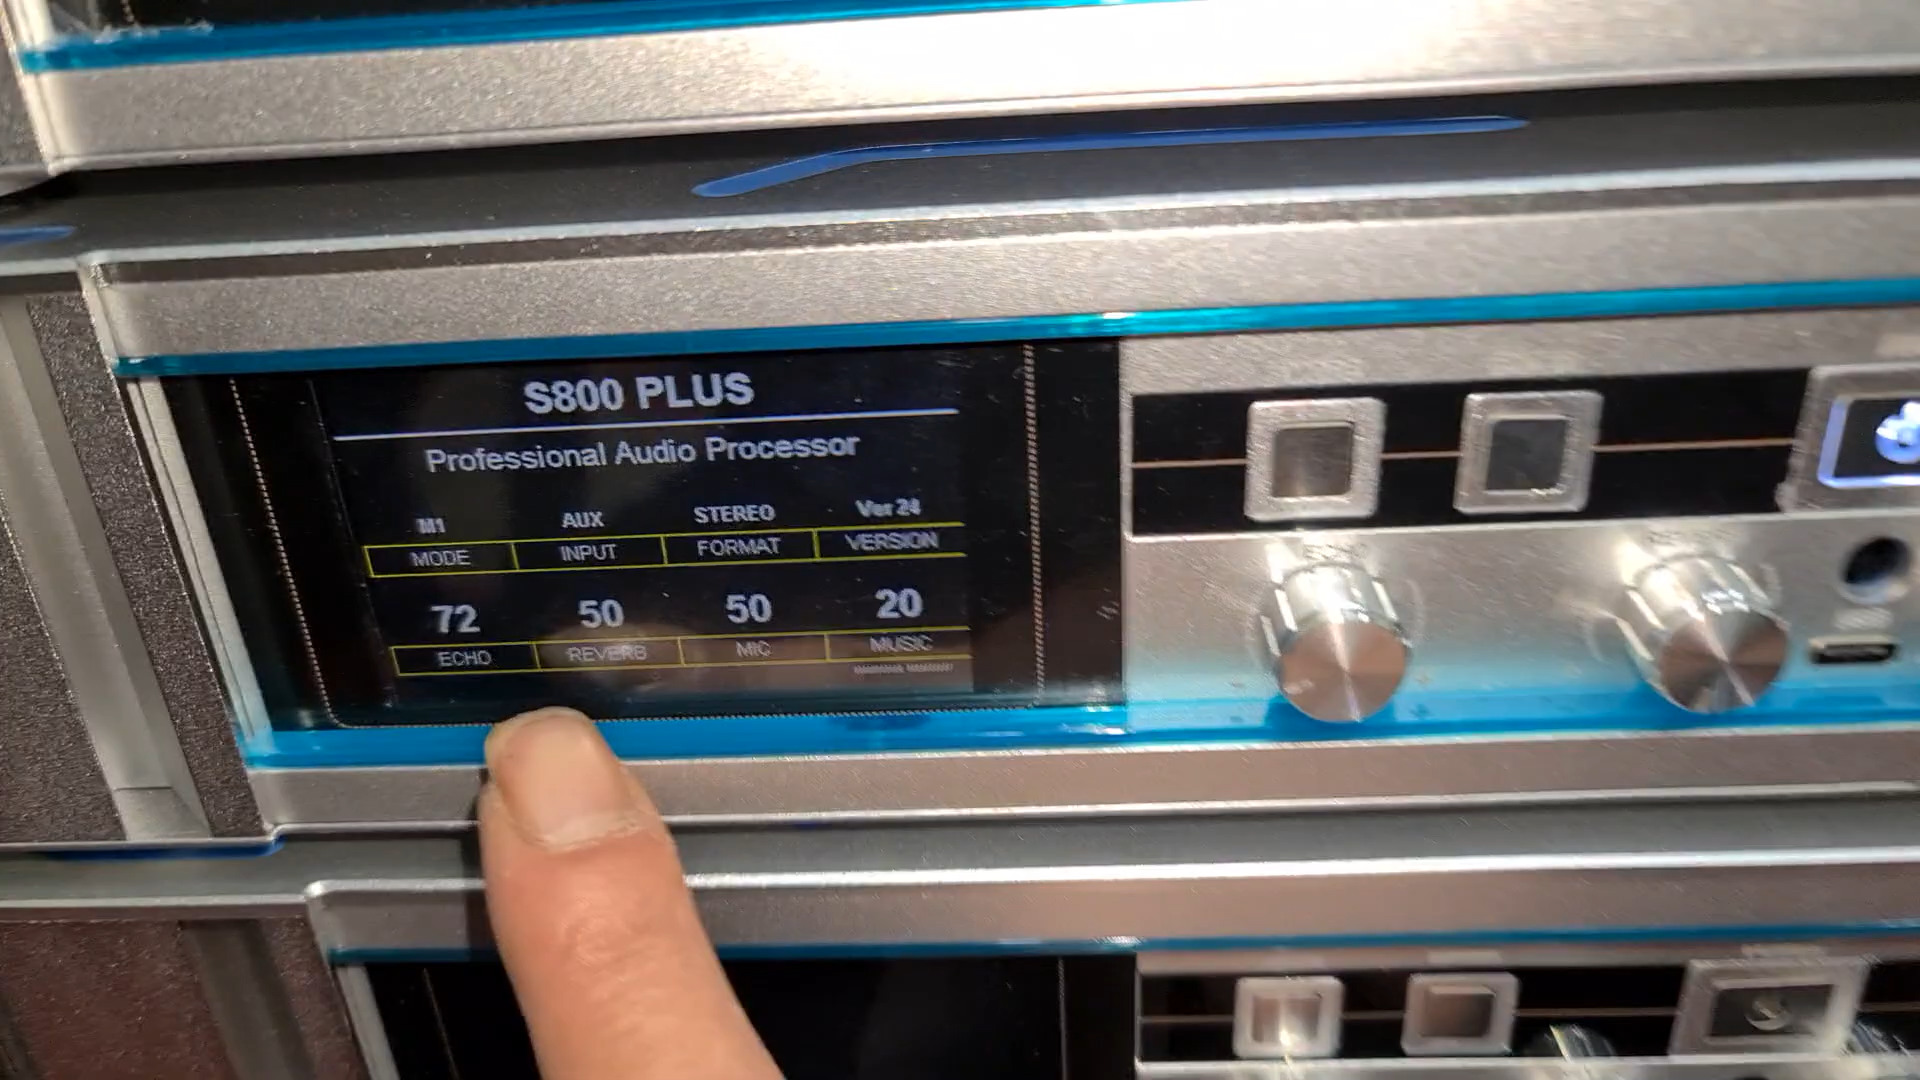 S800 PLUS
Professional Audio Processor
M1 AUX STEREO Ver 24
MODE INPUT FORMAT VERSION
72 50 50 20
ECHO REVERB MIC MUSIC
ECHO